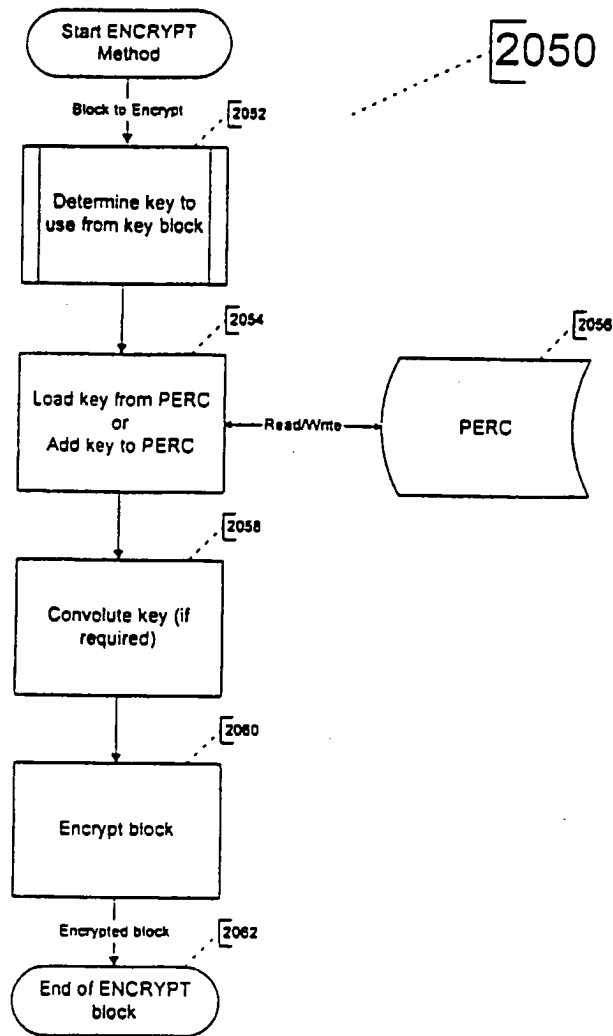 Start ENCRYPT
Method
2050
Block to Encrypt
2052
Determine key to
use from key block
2054
2056
Load key from PERC
or
Add key to PERC
Read/Write
PERC
2058
Convolute key (if
required)
2060
Encrypt block
Encrypted block
2062
End of ENCRYPT
block